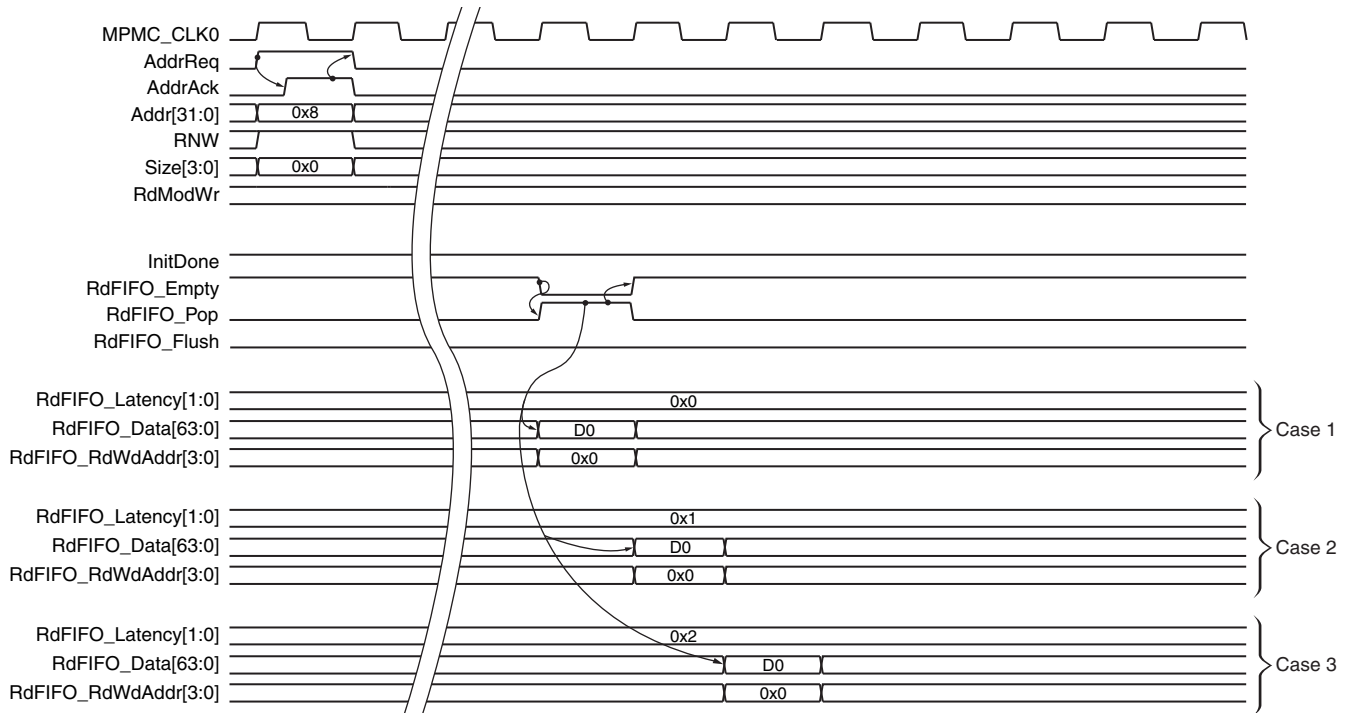 MPMC_CLK0
AddrReq
AddrAck
Addr[31:0] 0x8
RNW
Size[3:0] 0x0
RdModWr
InitDone
RdFIFO_Empty
RdFIFO_Pop
RdFIFO_Flush
RdFIFO_Latency[1:0] 0x0
RdFIFO_Data[63:0] D0 Case 1
RdFIFO_RdWdAddr[3:0] 0x0
RdFIFO_Latency[1:0] 0x1
RdFIFO_Data[63:0] D0 Case 2
RdFIFO_RdWdAddr[3:0] 0x0
RdFIFO_Latency[1:0] 0x2
RdFIFO_Data[63:0] D0 Case 3
RdFIFO_RdWdAddr[3:0] 0x0